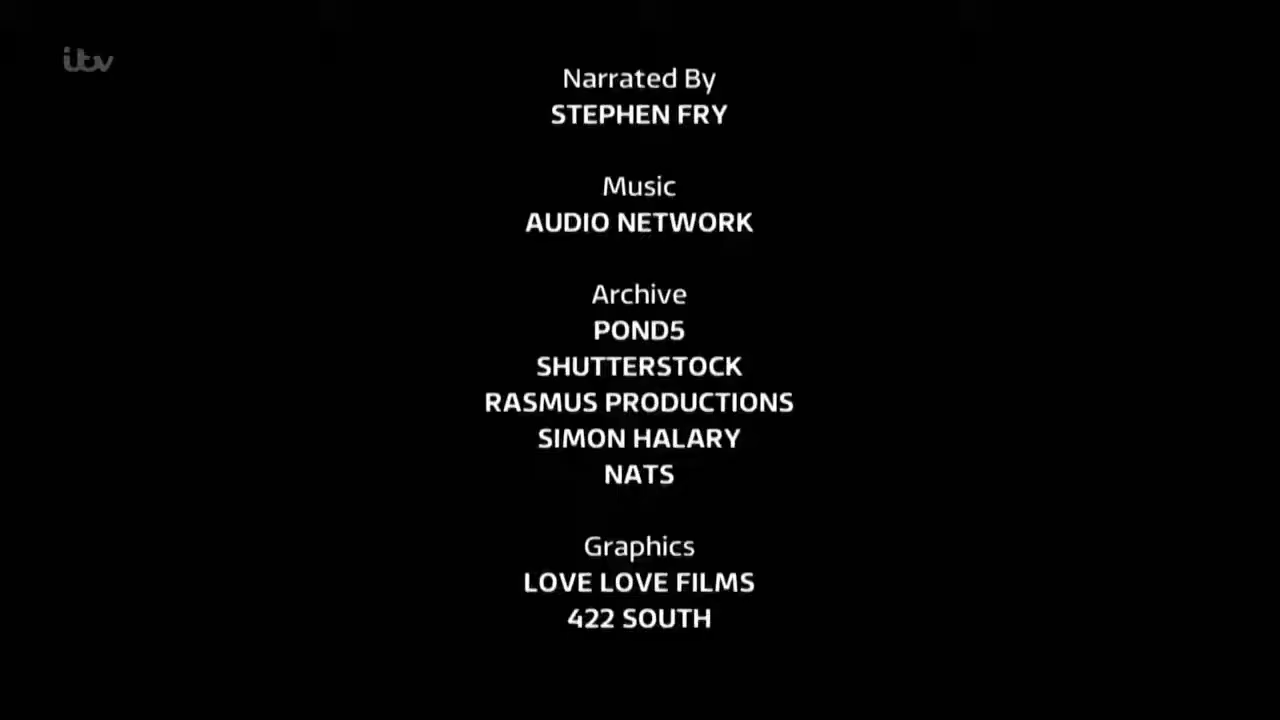 itv
Narrated By
STEPHEN FRY
Music
AUDIO NETWORK
Archive
POND5
SHUTTERSTOCK
RASMUS PRODUCTIONS
SIMON HALARY
NATS
Graphics
LOVE LOVE FILMS
422 SOUTH